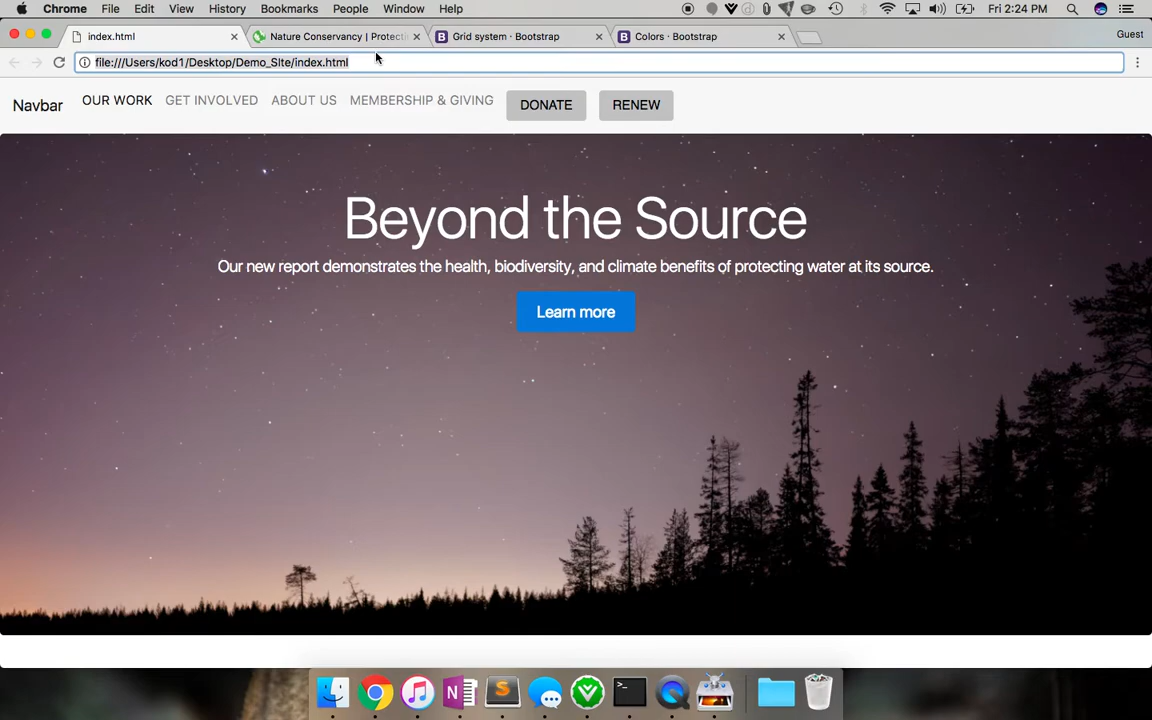 Chrome File Edit View History Bookmarks People Window Help Fri 2:24 PM
index.html Nature Conservancy | Protecti Grid system · Bootstrap Colors · Bootstrap Guest
file:///Users/kod1/Desktop/Demo_SIte/index.html
Navbar OUR WORK GET INVOLVED ABOUT US MEMBERSHIP & GIVING DONATE RENEW
Beyond the Source
Our new report demonstrates the health, biodiversity, and climate benefits of protecting water at its source.
Learn more